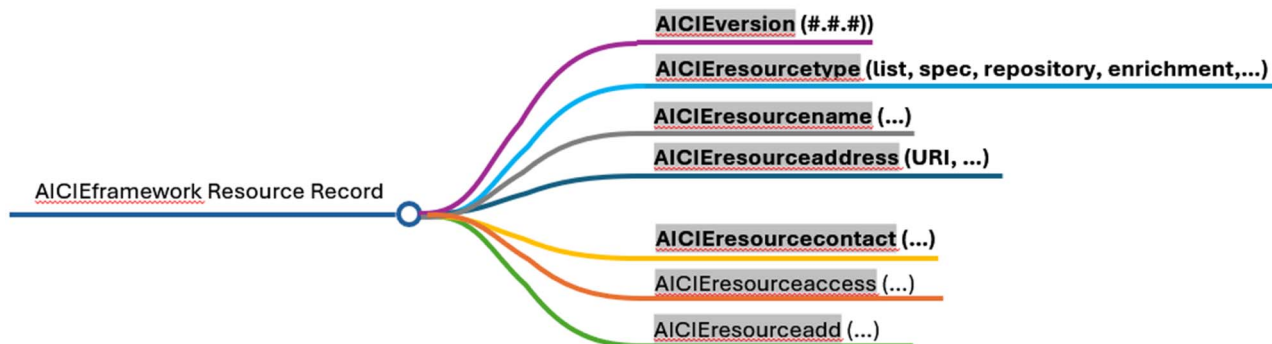 AICIEversion (#.#.#))
AICIEresourcetype (list, spec, repository, enrichment,...)
AICIEresourcename (...)
AICIEresourceaddress (URI, ...)
AICIEframework Resource Record
AICIEresourcecontact (...)
AICIEresourceaccess (...)
AICIEresourceadd (...)